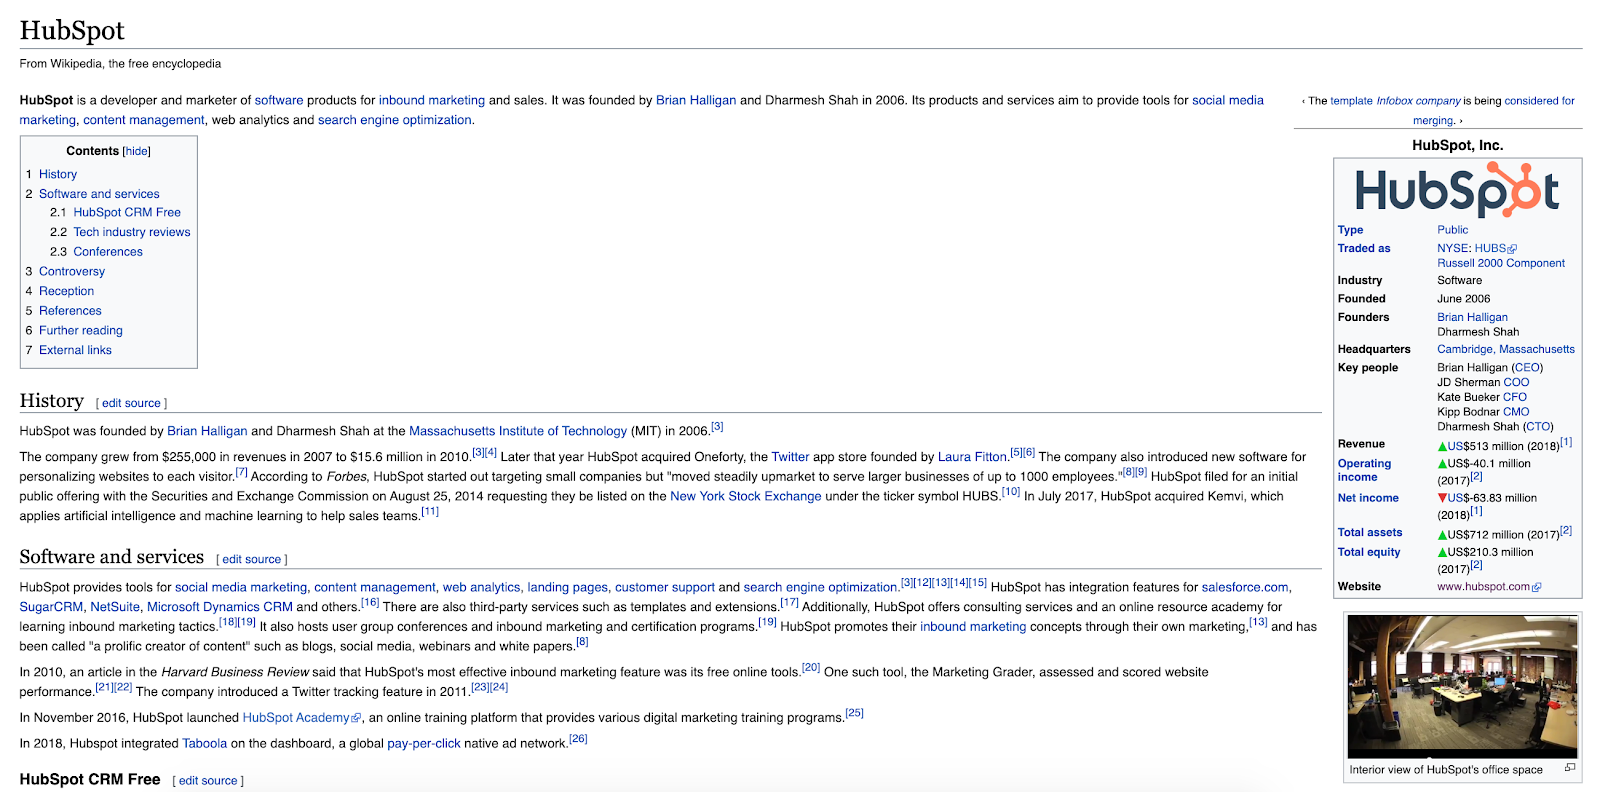 HubSpot
From Wikipedia, the free encyclopedia
HubSpot is a developer and marketer of software products for inbound marketing and sales. It was founded by Brian Halligan and Dharmesh Shah in 2006. Its products and services aim to provide tools for social media
marketing, content management, web analytics and search engine optimization.
Contents [hide]
1 History
2 Software and services
2.1 HubSpot CRM Free
2.2 Tech industry reviews
2.3 Conferences
3 Controversy
4 Reception
5 References
6 Further reading
7 External links
History [ edit source ]
HubSpot was founded by Brian Halligan and Dharmesh Shah at the Massachusetts Institute of Technology (MIT) in 2006.[3]
The company grew from $255,000 in revenues in 2007 to $15.6 million in 2010.[3][4] Later that year HubSpot acquired Oneforty, the Twitter app store founded by Laura Fitton.[5][6] The company also introduced new software for
personalizing websites to each visitor.[7] According to Forbes, HubSpot started out targeting small companies but "moved steadily upmarket to serve larger businesses of up to 1000 employees."[8][9] HubSpot filed for an initial
public offering with the Securities and Exchange Commission on August 25, 2014 requesting they be listed on the New York Stock Exchange under the ticker symbol HUBS.[10] In July 2017, HubSpot acquired Kemvi, which
applies artificial intelligence and machine learning to help sales teams.[11]
Software and services [ edit source ]
HubSpot provides tools for social media marketing, content management, web analytics, landing pages, customer support and search engine optimization.[3][12][13][14][15] HubSpot has integration features for salesforce.com,
SugarCRM, NetSuite, Microsoft Dynamics CRM and others.[16] There are also third-party services such as templates and extensions.[17] Additionally, HubSpot offers consulting services and an online resource academy for
learning inbound marketing tactics.[18][19] It also hosts user group conferences and inbound marketing and certification programs.[19] HubSpot promotes their inbound marketing concepts through their own marketing,[13] and has
been called "a prolific creator of content" such as blogs, social media, webinars and white papers.[8]
In 2010, an article in the Harvard Business Review said that HubSpot's most effective inbound marketing feature was its free online tools.[20] One such tool, the Marketing Grader, assessed and scored website
performance.[21][22] The company introduced a Twitter tracking feature in 2011.[23][24]
In November 2016, HubSpot launched HubSpot Academy, an online training platform that provides various digital marketing training programs.[25]
In 2018, Hubspot integrated Taboola on the dashboard, a global pay-per-click native ad network.[26]
HubSpot CRM Free [ edit source ]
‹ The template Infobox company is being considered for
merging. ›
HubSpot, Inc.
HubSpot
Type Public
Traded as NYSE: HUBS
Russell 2000 Component
Industry Software
Founded June 2006
Founders Brian Halligan
Dharmesh Shah
Headquarters Cambridge, Massachusetts
Key people Brian Halligan (CEO)
JD Sherman COO
Kate Bueker CFO
Kipp Bodnar CMO
Dharmesh Shah (CTO)
Revenue ▲US$513 million (2018)[1]
Operating ▲US$-40.1 million
income (2017)[2]
Net income ▼US$-63.83 million
(2018)[1]
Total assets ▲US$712 million (2017)[2]
Total equity ▲US$210.3 million
(2017)[2]
Website www.hubspot.com
Interior view of HubSpot's office space